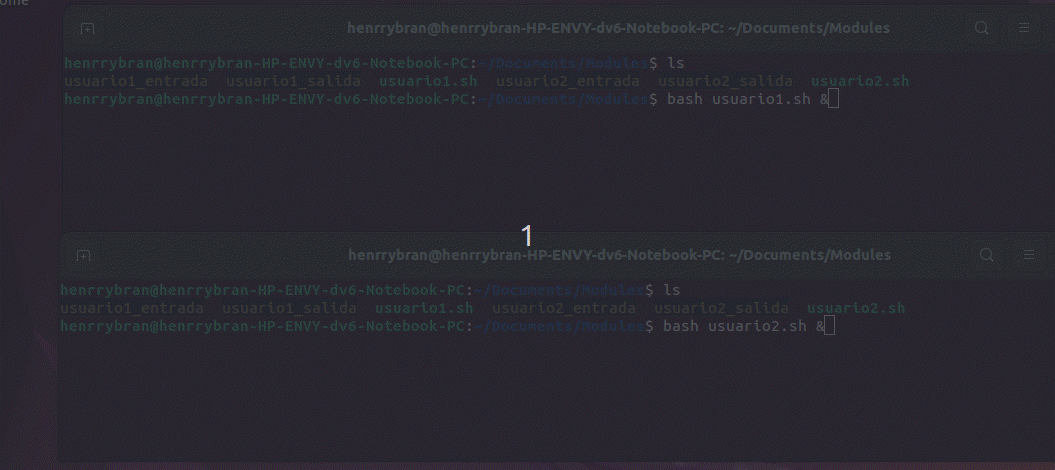 ome
henrrybran@henrrybran-HP-ENVY-dv6-Notebook-PC: ~/Documents/Modules
henrrybran@henrrybran-HP-ENVY-dv6-Notebook-PC:~/Documents/Modules$ ls
usuario1_entrada usuario1_salida usuario1.sh usuario2_entrada usuario2_salida usuario2.sh
henrrybran@henrrybran-HP-ENVY-dv6-Notebook-PC:~/Documents/Modules$ bash usuario1.sh &
1
henrrybran@henrrybran-HP-ENVY-dv6-Notebook-PC: ~/Documents/Modules
henrrybran@henrrybran-HP-ENVY-dv6-Notebook-PC:~/Documents/Modules$ ls
usuario1_entrada usuario1_salida usuario1.sh usuario2_entrada usuario2_salida usuario2.sh
henrrybran@henrrybran-HP-ENVY-dv6-Notebook-PC:~/Documents/Modules$ bash usuario2.sh &